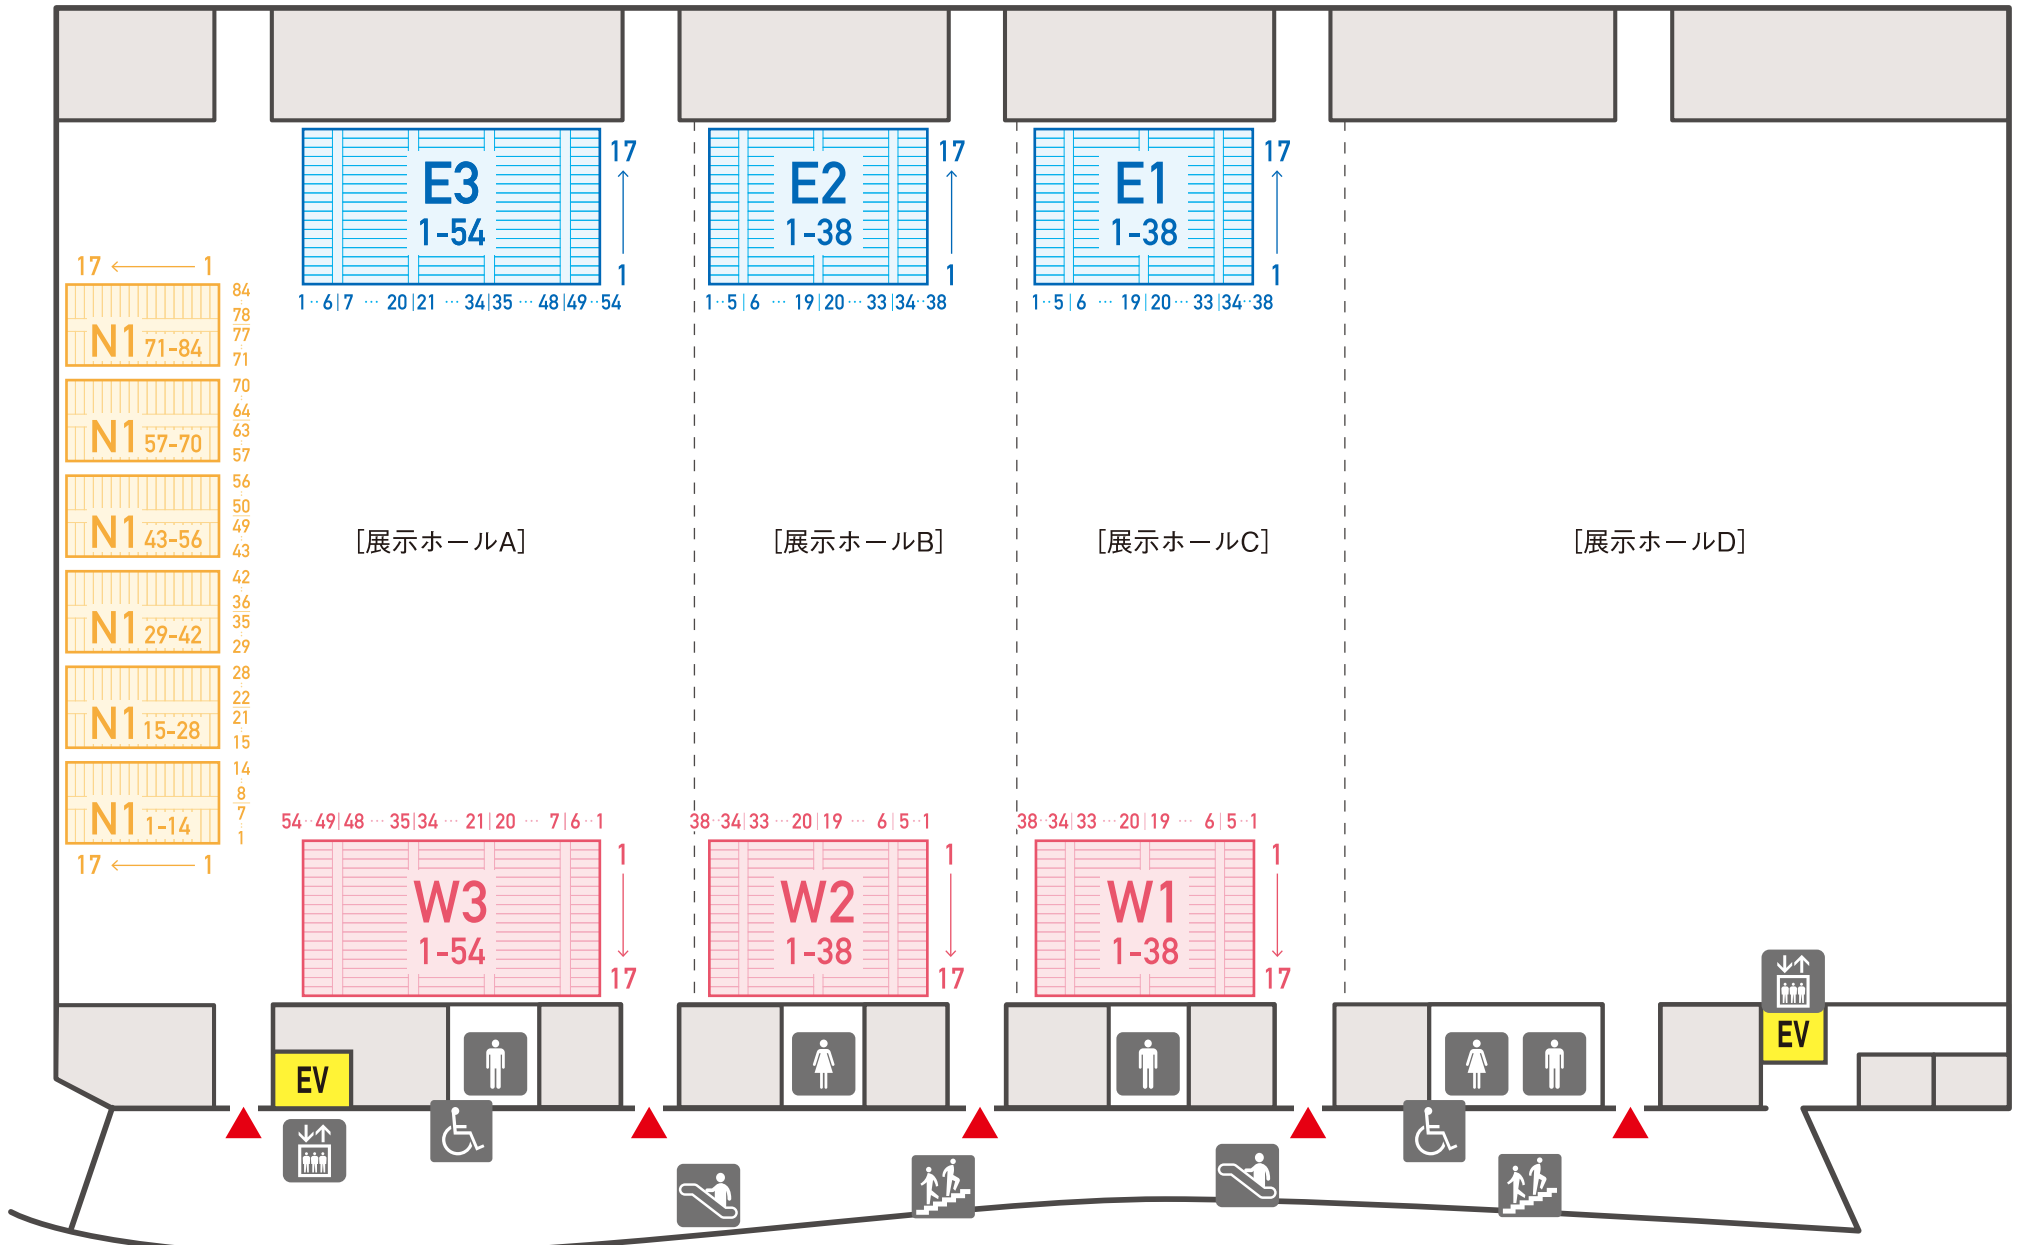 E3
1-54
17
1
1‥6|7 … 20|21 … 34|35 … 48|49‥54
E2
1-38
17
1
1‥5|6 … 19|20…33|34‥38
E1
1-38
17
1
1‥5|6 … 19|20…33|34‥38
17 ← 1
N1 71-84
84
78
77
71
N1 57-70
70
64
63
57
N1 43-56
56
50
49
43
N1 29-42
42
36
35
29
N1 15-28
28
22
21
15
N1 1-14
14
8
7
1
17 ← 1
[展示ホールA]
[展示ホールB]
[展示ホールC]
[展示ホールD]
54‥49|48 … 35|34 … 21|20 … 7|6‥1
W3
1-54
1
17
38‥34|33…20|19 … 6|5‥1
W2
1-38
1
17
38‥34|33…20|19 … 6|5‥1
W1
1-38
1
17
EV
EV